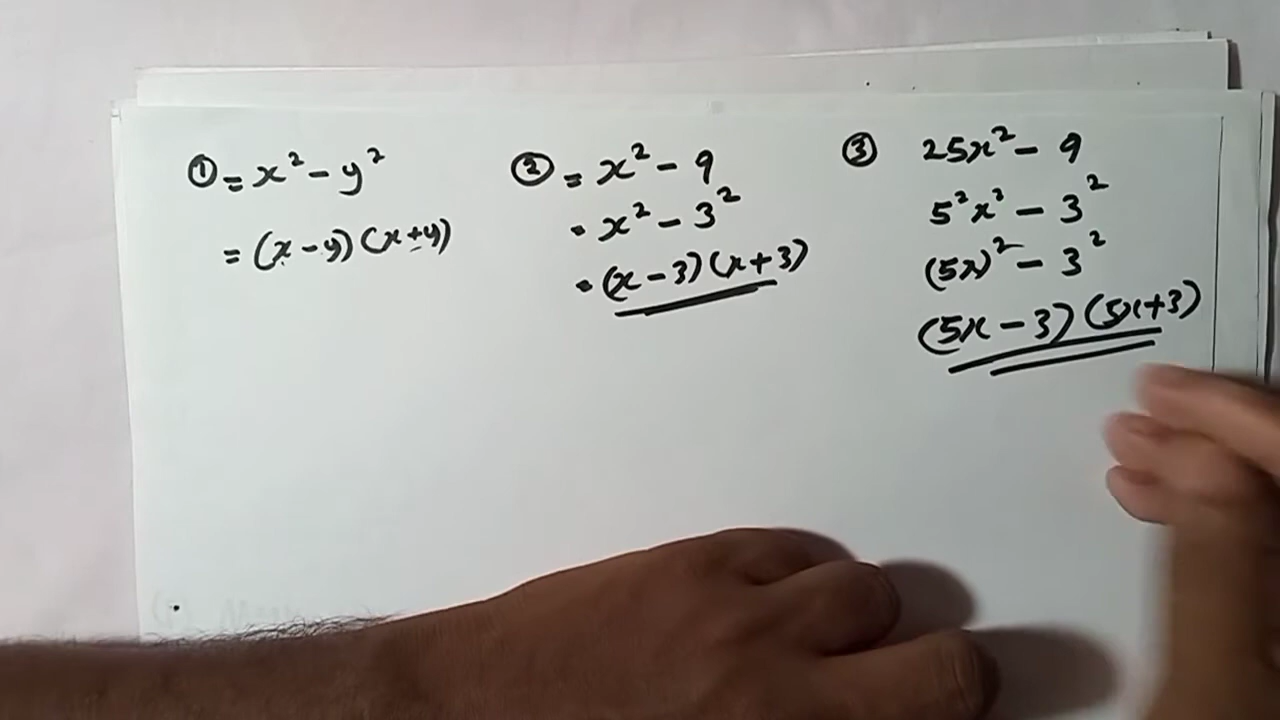 ① = x² - y²
= (x - y) (x + y)
② = x² - 9
= x² - 3²
= (x - 3) (x + 3)
③ 25x² - 9
5²x² - 3²
(5x)² - 3²
(5x - 3) (5x + 3)